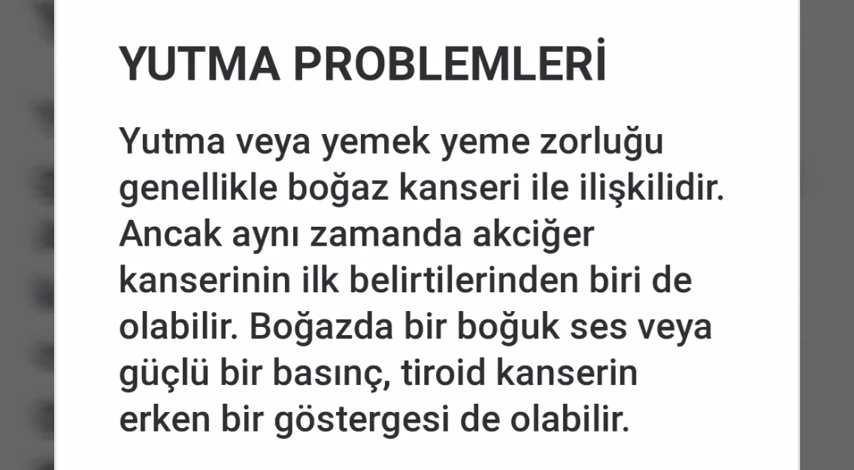 YUTMA PROBLEMLERİ
Yutma veya yemek yeme zorluğu
genellikle boğaz kanseri ile ilişkilidir.
Ancak aynı zamanda akciğer
kanserinin ilk belirtilerinden biri de
olabilir. Boğazda bir boğuk ses veya
güçlü bir basınç, tiroid kanserin
erken bir göstergesi de olabilir.